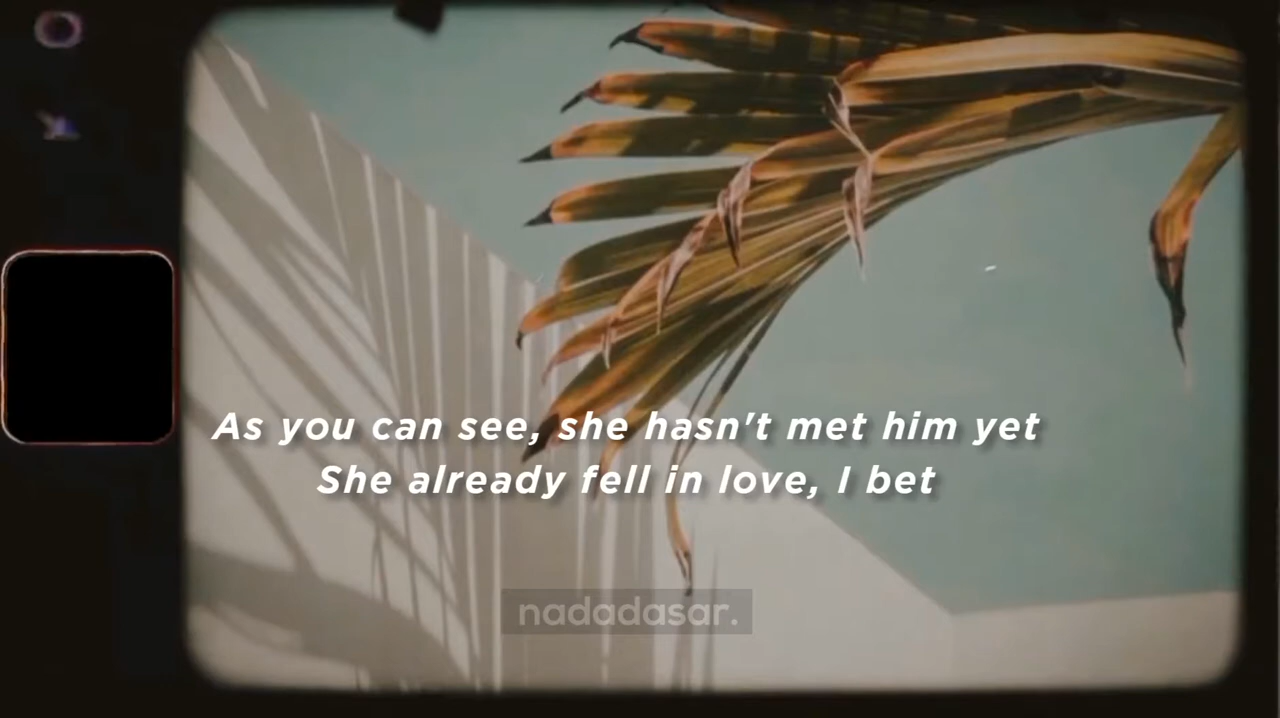 As you can see, she hasn't met him yet
She already fell in love, I bet
nadadasar.